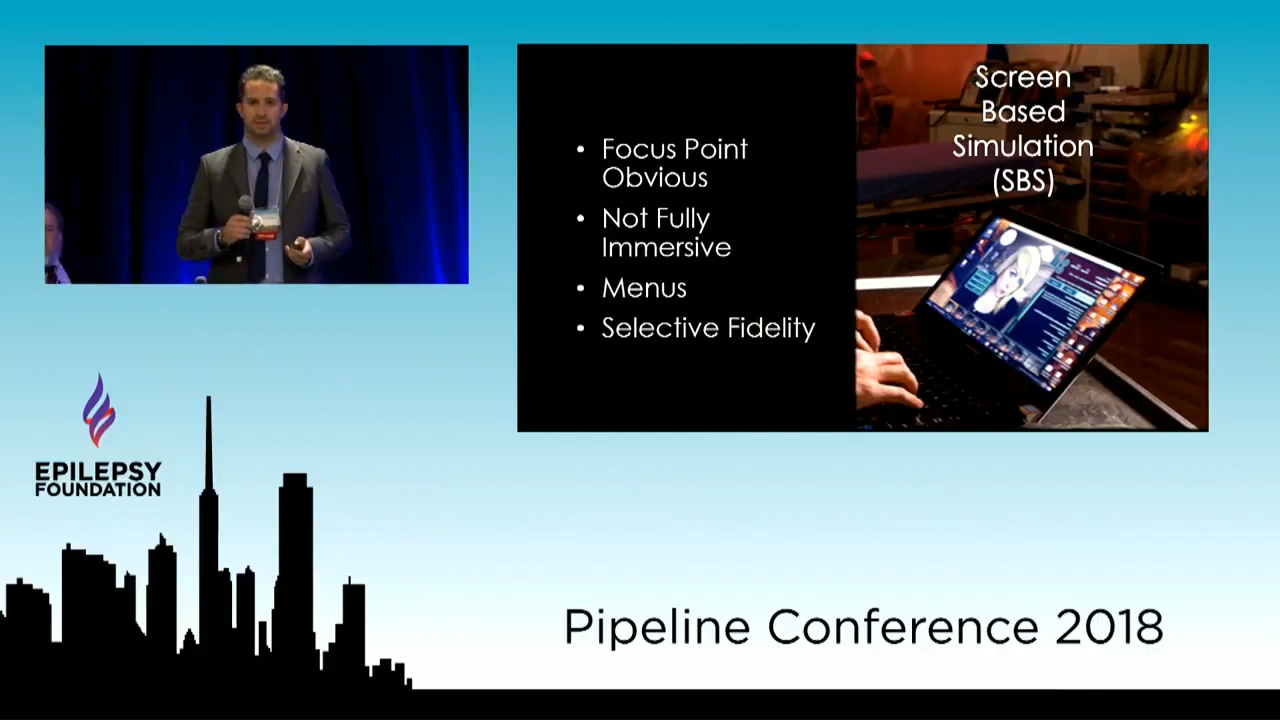 Screen
Based
Simulation
(SBS)
• Focus Point
Obvious
• Not Fully
Immersive
• Menus
• Selective Fidelity
EPILEPSY
FOUNDATION
Pipeline Conference 2018